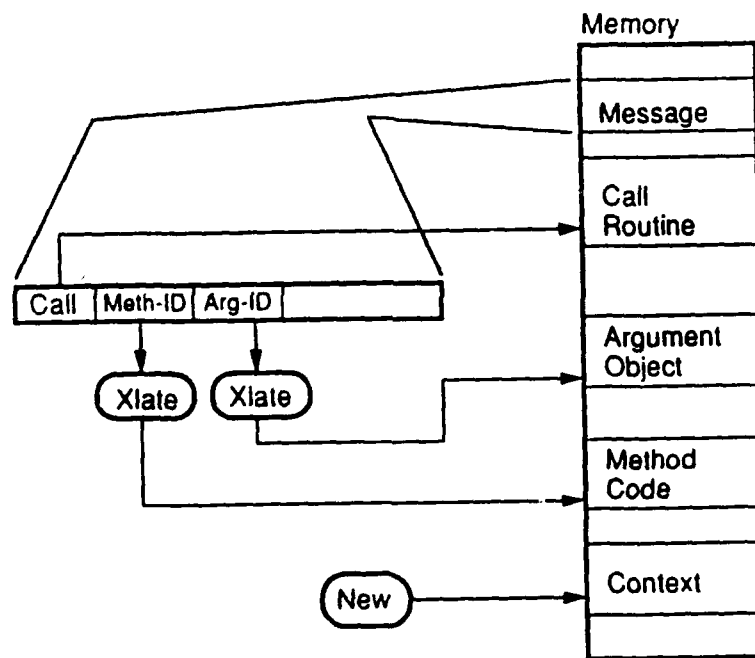 Memory
Message
Call
Routine
Call Meth-ID Arg-ID
Argument
Object
Xlate Xlate
Method
Code
New
Context